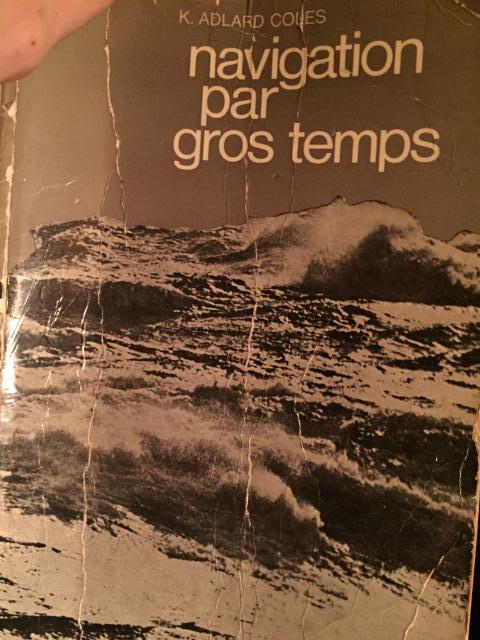 K. ADLARD COLES
navigation
par
gros temps